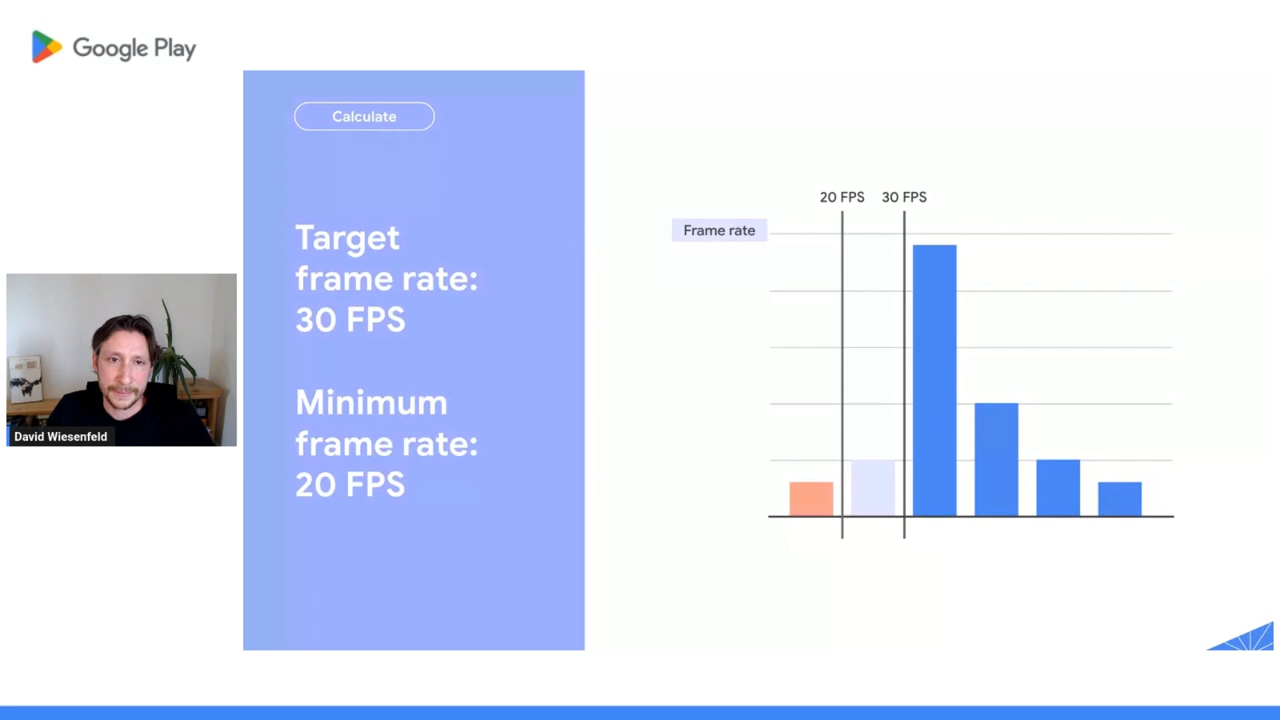 Google Play
Calculate
Target
frame rate:
30 FPS
Minimum
frame rate:
20 FPS
20 FPS 30 FPS
Frame rate
David Wiesenfeld